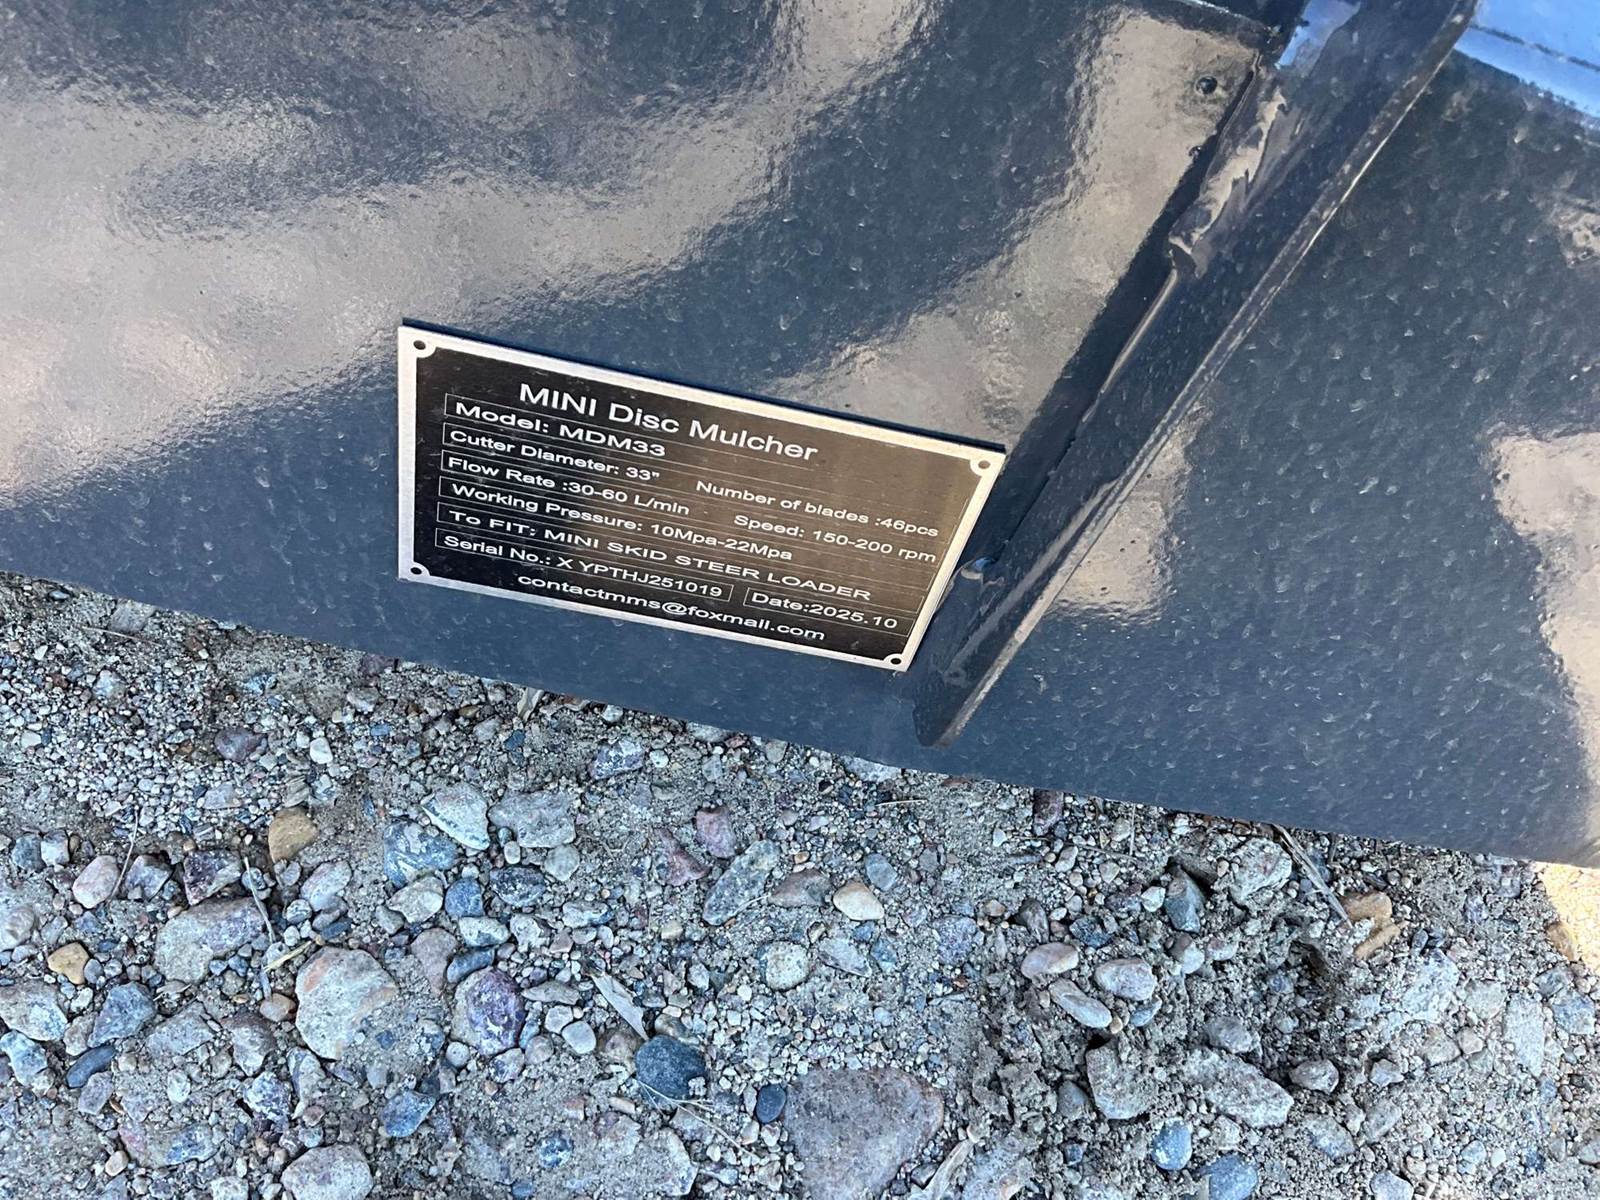 MINI Disc Mulcher
Model: MDM33
Cutter Diameter: 33" Number of blades :46pcs
Flow Rate :30-60 L/min Speed: 150-200 rpm
Working Pressure: 10Mpa-22Mpa
To FIT: MINI SKID STEER LOADER
Serial No.: X YPTHJ251019 Date:2025.10
contactmms@foxmail.com